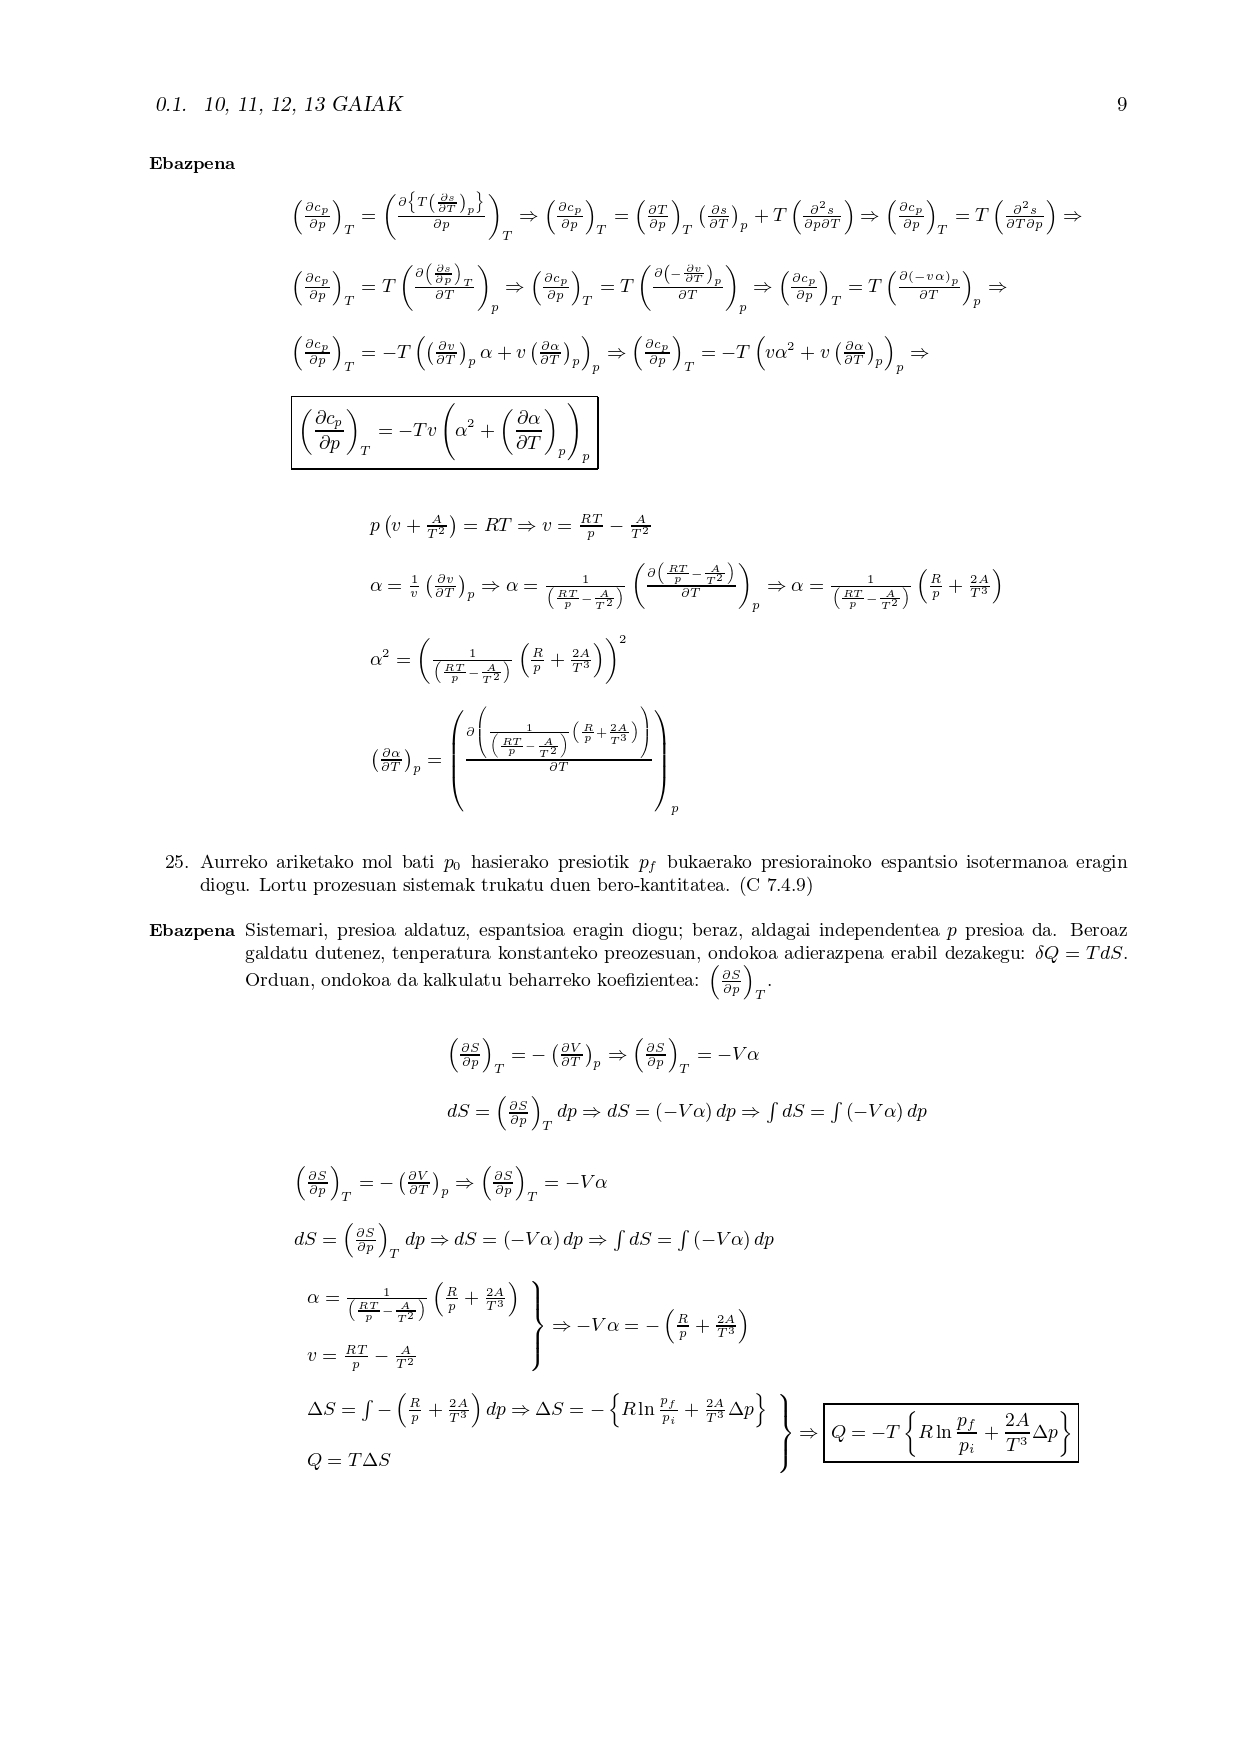 0.1. 10, 11, 12, 13 GAIAK 9
Ebazpena
$\left(\frac{\partial c_p}{\partial p}\right)_T = \left(\frac{\partial\left\{T\left(\frac{\partial s}{\partial T}\right)_p\right\}}{\partial p}\right)_T \Rightarrow \left(\frac{\partial c_p}{\partial p}\right)_T = \left(\frac{\partial T}{\partial p}\right)_T \left(\frac{\partial s}{\partial T}\right)_p + T\left(\frac{\partial^2 s}{\partial p \partial T}\right) \Rightarrow \left(\frac{\partial c_p}{\partial p}\right)_T = T\left(\frac{\partial^2 s}{\partial T \partial p}\right) \Rightarrow$
$\left(\frac{\partial c_p}{\partial p}\right)_T = T\left(\frac{\partial\left(\frac{\partial s}{\partial p}\right)_T}{\partial T}\right)_p \Rightarrow \left(\frac{\partial c_p}{\partial p}\right)_T = T\left(\frac{\partial\left(-\frac{\partial v}{\partial T}\right)_p}{\partial T}\right)_p \Rightarrow \left(\frac{\partial c_p}{\partial p}\right)_T = T\left(\frac{\partial(-v\alpha)_p}{\partial T}\right)_p \Rightarrow$
$\left(\frac{\partial c_p}{\partial p}\right)_T = -T\left(\left(\frac{\partial v}{\partial T}\right)_p \alpha + v\left(\frac{\partial \alpha}{\partial T}\right)_p\right)_p \Rightarrow \left(\frac{\partial c_p}{\partial p}\right)_T = -T\left(v\alpha^2 + v\left(\frac{\partial \alpha}{\partial T}\right)_p\right)_p \Rightarrow$
$\left(\frac{\partial c_p}{\partial p}\right)_T = -Tv\left(\alpha^2 + \left(\frac{\partial \alpha}{\partial T}\right)_p\right)_p$
$p\left(v + \frac{A}{T^2}\right) = RT \Rightarrow v = \frac{RT}{p} - \frac{A}{T^2}$
$\alpha = \frac{1}{v}\left(\frac{\partial v}{\partial T}\right)_p \Rightarrow \alpha = \frac{1}{\left(\frac{RT}{p} - \frac{A}{T^2}\right)}\left(\frac{\partial\left(\frac{RT}{p} - \frac{A}{T^2}\right)}{\partial T}\right)_p \Rightarrow \alpha = \frac{1}{\left(\frac{RT}{p} - \frac{A}{T^2}\right)}\left(\frac{R}{p} + \frac{2A}{T^3}\right)$
$\alpha^2 = \left(\frac{1}{\left(\frac{RT}{p} - \frac{A}{T^2}\right)}\left(\frac{R}{p} + \frac{2A}{T^3}\right)\right)^2$
$\left(\frac{\partial \alpha}{\partial T}\right)_p = \left(\frac{\partial\left(\frac{1}{\left(\frac{RT}{p} - \frac{A}{T^2}\right)}\left(\frac{R}{p} + \frac{2A}{T^3}\right)\right)}{\partial T}\right)_p$
25. Aurreko ariketako mol bati $p_0$ hasierako presiotik $p_f$ bukaerako presiorainoko espantsio isotermanoa eragin
diogu. Lortu prozesuan sistemak trukatu duen bero-kantitatea. (C 7.4.9)
Ebazpena Sistemari, presioa aldatuz, espantsioa eragin diogu; beraz, aldagai independentea $p$ presioa da. Beroaz
galdatu dutenez, tenperatura konstanteko preozesuan, ondokoa adierazpena erabil dezakegu: $\delta Q = TdS$.
Orduan, ondokoa da kalkulatu beharreko koefizientea: $\left(\frac{\partial S}{\partial p}\right)_T$.
$\left(\frac{\partial S}{\partial p}\right)_T = -\left(\frac{\partial V}{\partial T}\right)_p \Rightarrow \left(\frac{\partial S}{\partial p}\right)_T = -V\alpha$
$dS = \left(\frac{\partial S}{\partial p}\right)_T dp \Rightarrow dS = (-V\alpha)\, dp \Rightarrow \int dS = \int (-V\alpha)\, dp$
$\left(\frac{\partial S}{\partial p}\right)_T = -\left(\frac{\partial V}{\partial T}\right)_p \Rightarrow \left(\frac{\partial S}{\partial p}\right)_T = -V\alpha$
$dS = \left(\frac{\partial S}{\partial p}\right)_T dp \Rightarrow dS = (-V\alpha)\, dp \Rightarrow \int dS = \int (-V\alpha)\, dp$
$\left.\begin{array}{l} \alpha = \frac{1}{\left(\frac{RT}{p} - \frac{A}{T^2}\right)}\left(\frac{R}{p} + \frac{2A}{T^3}\right) \\ v = \frac{RT}{p} - \frac{A}{T^2} \end{array}\right\} \Rightarrow -V\alpha = -\left(\frac{R}{p} + \frac{2A}{T^3}\right)$
$\left.\begin{array}{l} \Delta S = \int -\left(\frac{R}{p} + \frac{2A}{T^3}\right) dp \Rightarrow \Delta S = -\left\{R \ln \frac{p_f}{p_i} + \frac{2A}{T^3}\Delta p\right\} \\ Q = T\Delta S \end{array}\right\} \Rightarrow Q = -T\left\{R \ln \frac{p_f}{p_i} + \frac{2A}{T^3}\Delta p\right\}$